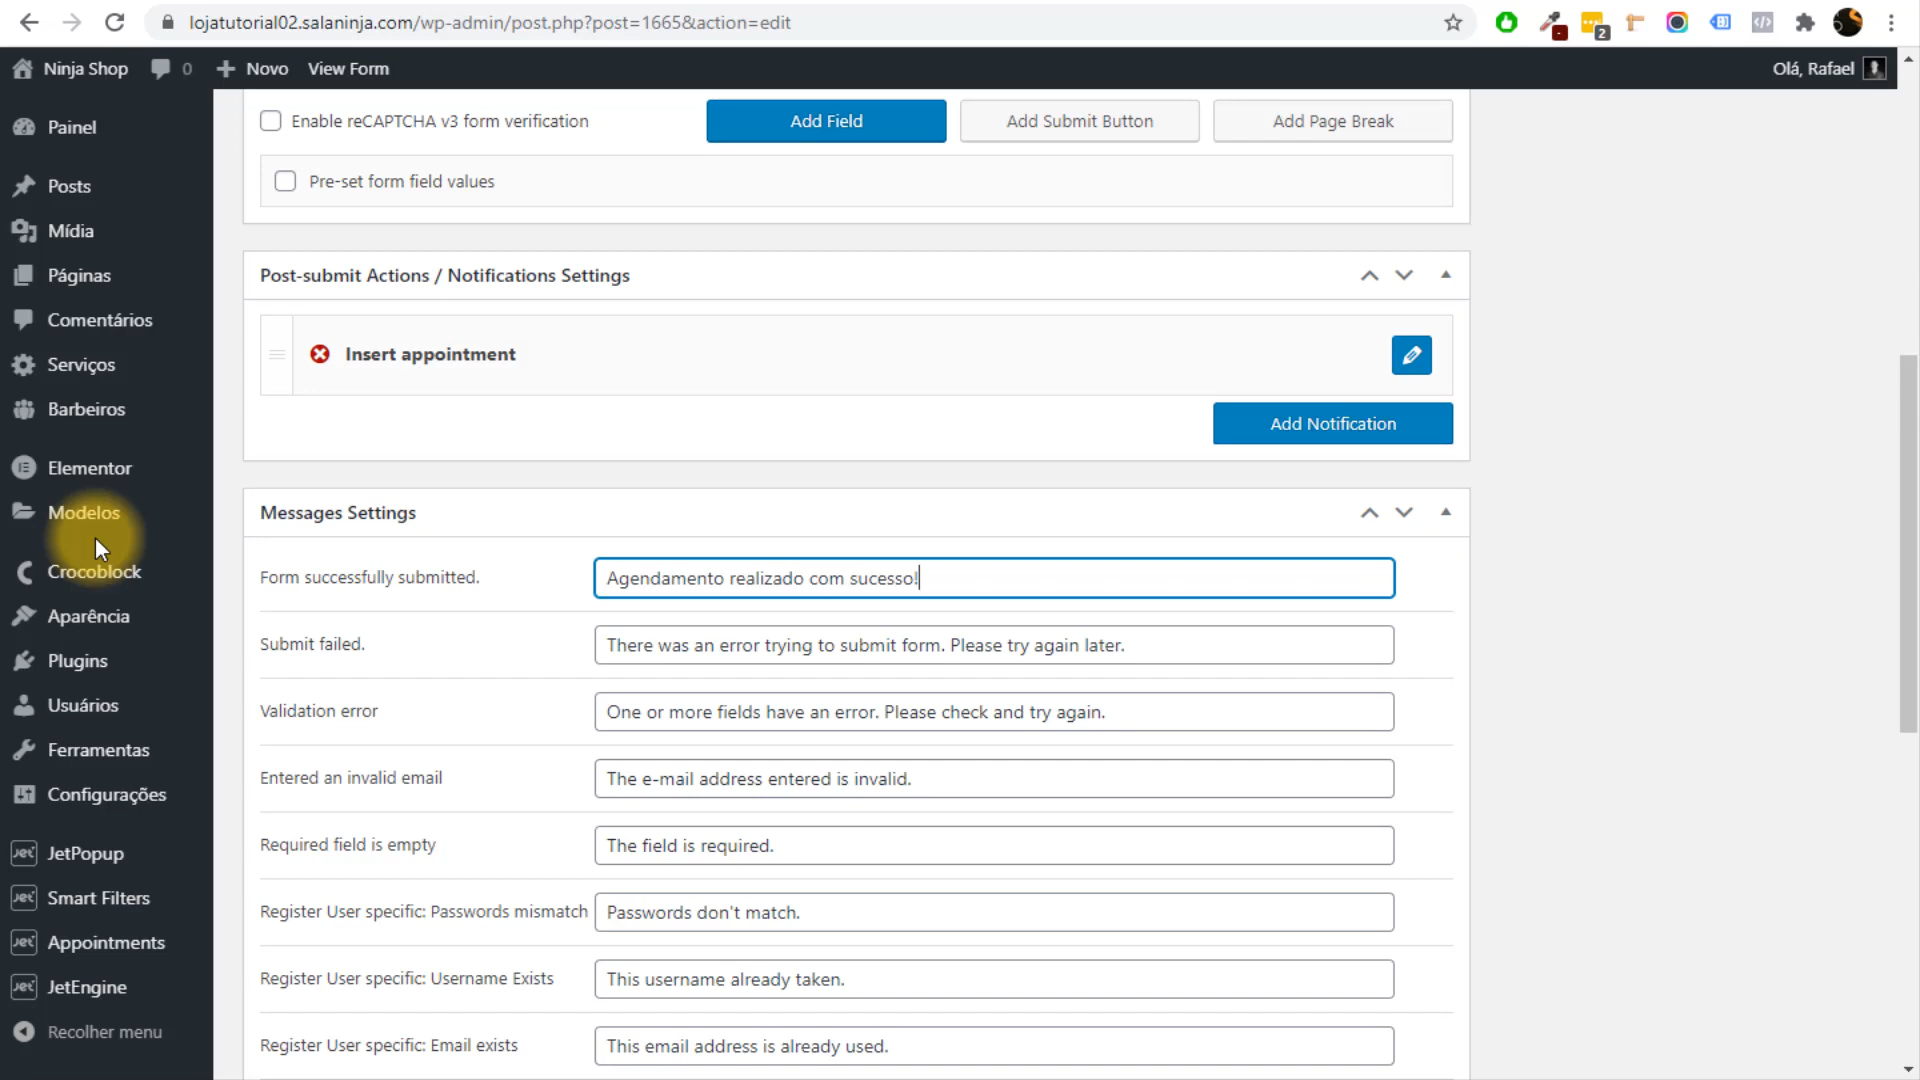 lojatutorial02.salaninja.com/wp-admin/post.php?post=1665&action=edit
2
Ninja Shop 0 Novo View Form
Olá, Rafael
Painel
Posts
Mídia
Páginas
Comentários
Serviços
Barbeiros
Elementor
Modelos
Crocoblock
Aparência
Plugins
Usuários
Ferramentas
Configurações
Jet JetPopup
Jet Smart Filters
Jet Appointments
Jet JetEngine
Recolher menu
Enable reCAPTCHA v3 form verification
Add Field
Add Submit Button
Add Page Break
Pre-set form field values
Post-submit Actions / Notifications Settings
Insert appointment
Add Notification
Messages Settings
Form successfully submitted. Agendamento realizado com sucesso!
Submit failed. There was an error trying to submit form. Please try again later.
Validation error One or more fields have an error. Please check and try again.
Entered an invalid email The e-mail address entered is invalid.
Required field is empty The field is required.
Register User specific: Passwords mismatch Passwords don't match.
Register User specific: Username Exists This username already taken.
Register User specific: Email exists This email address is already used.